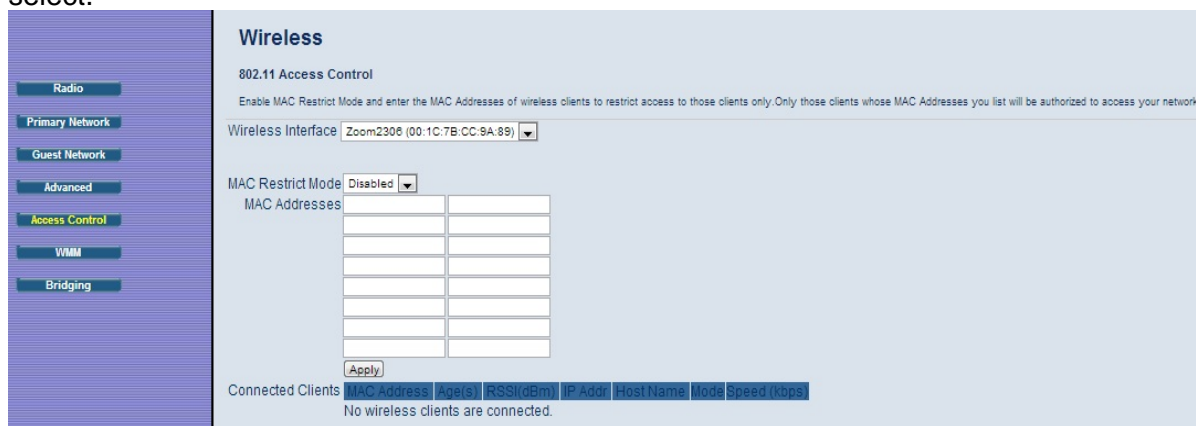 select.
Wireless
802.11 Access Control
Enable MAC Restrict Mode and enter the MAC Addresses of wireless clients to restrict access to those clients only.Only those clients whose MAC Addresses you list will be authorized to access your network
Radio
Primary Network
Guest Network
Advanced
Access Control
WMM
Bridging
Wireless Interface Zoom2306 (00:1C:7B:CC:9A:89)
MAC Restrict Mode Disabled
MAC Addresses
Apply
Connected Clients MAC Address Age(s) RSSI(dBm) IP Addr Host Name Mode Speed (kbps)
No wireless clients are connected.